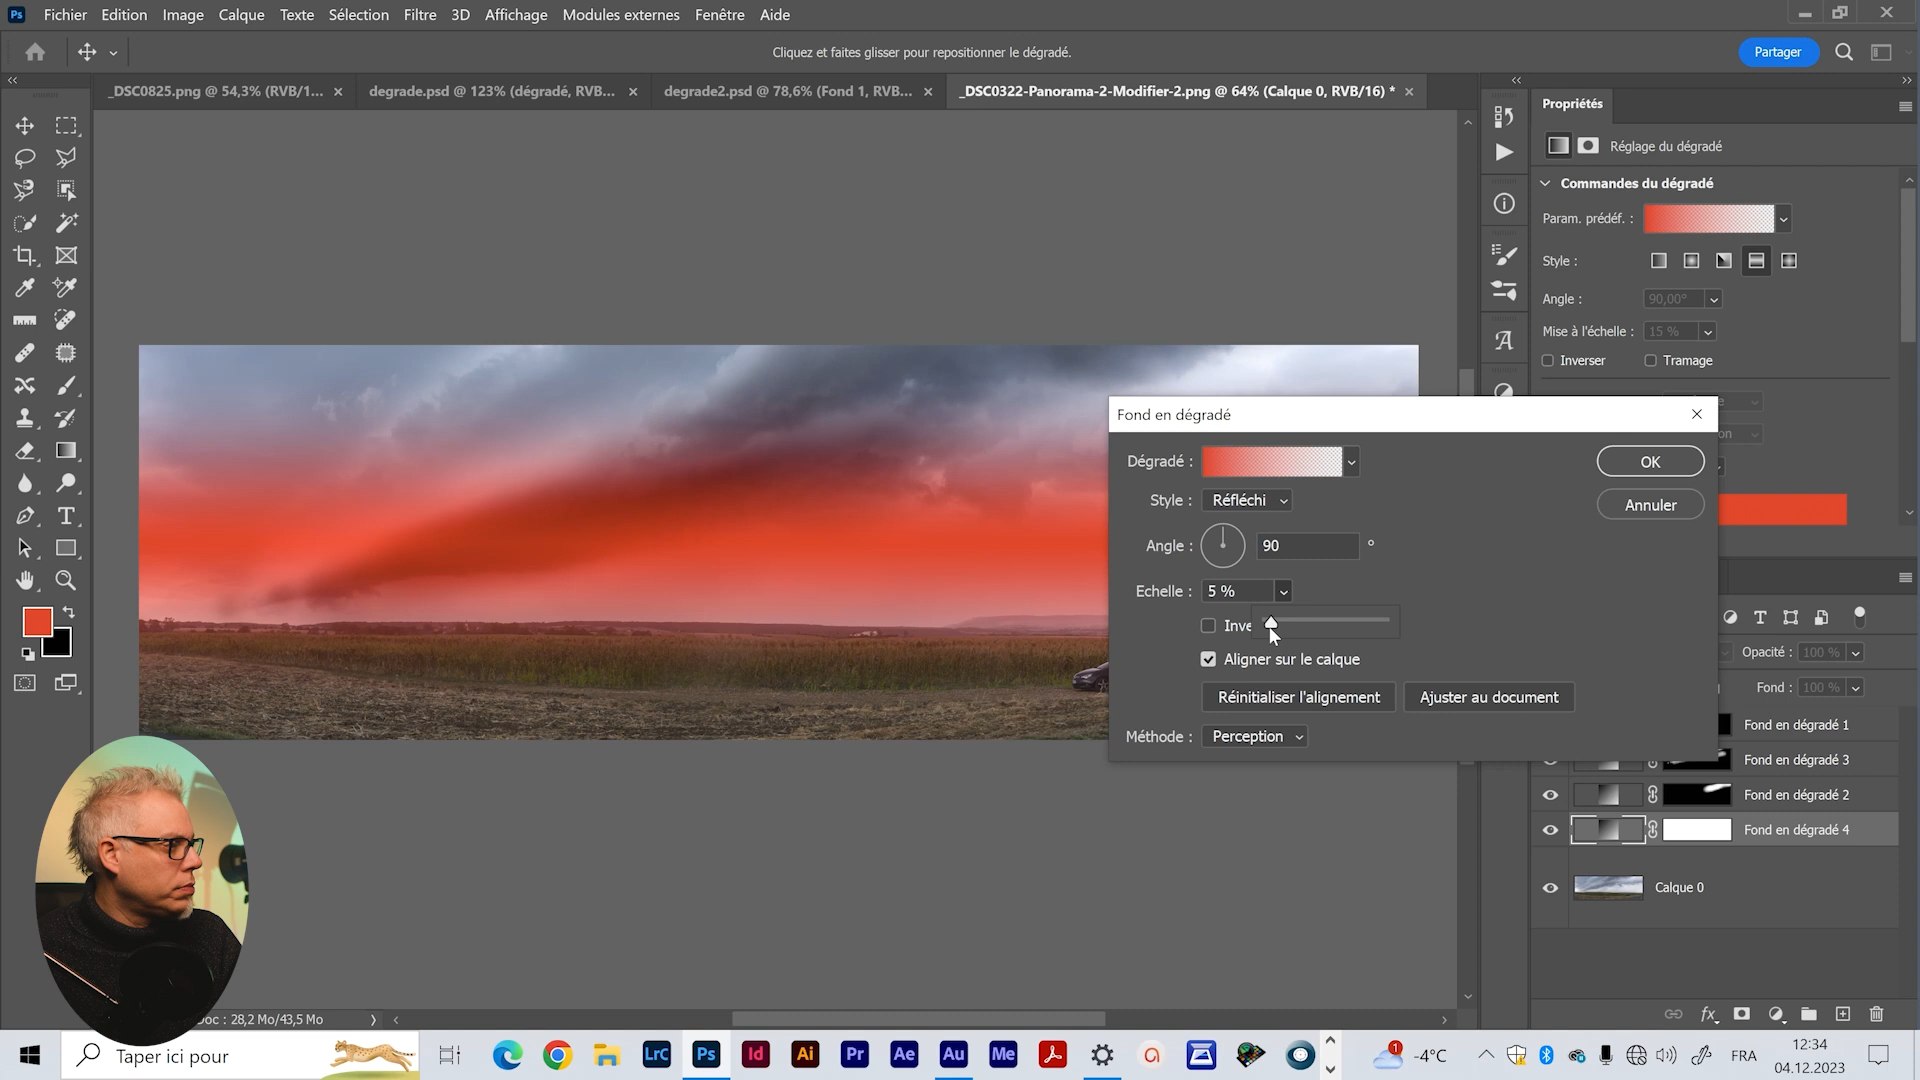 Ps Fichier Edition Image Calque Texte Sélection Filtre 3D Affichage Modules externes Fenêtre Aide
Cliquez et faites glisser pour repositionner le dégradé.
Partager
_DSC0825.png @ 54,3% (RVB/1...
degrade.psd @ 123% (dégradé, RVB...
degrade2.psd @ 78,6% (Fond 1, RVB...
_DSC0322-Panorama-2-Modifier-2.png @ 64% (Calque 0, RVB/16) *
Propriétés
Réglage du dégradé
Commandes du dégradé
Param. prédéf. :
Style :
Angle : 90,00°
Mise à l'échelle : 15 %
Inverser Tramage
Fond en dégradé
Dégradé :
OK
Style : Réfléchi
Annuler
Angle : 90 °
Echelle : 5 %
Inve
Aligner sur le calque
Réinitialiser l'alignement Ajuster au document
Méthode : Perception
Opacité : 100 %
Fond : 100 %
Fond en dégradé 1
Fond en dégradé 3
Fond en dégradé 2
Fond en dégradé 4
Calque 0
oc : 28,2 Mo/43,5 Mo
Taper ici pour
LrC Ps Id Ai Pr Ae Au Me
1 -4°C
FRA
12:34
04.12.2023